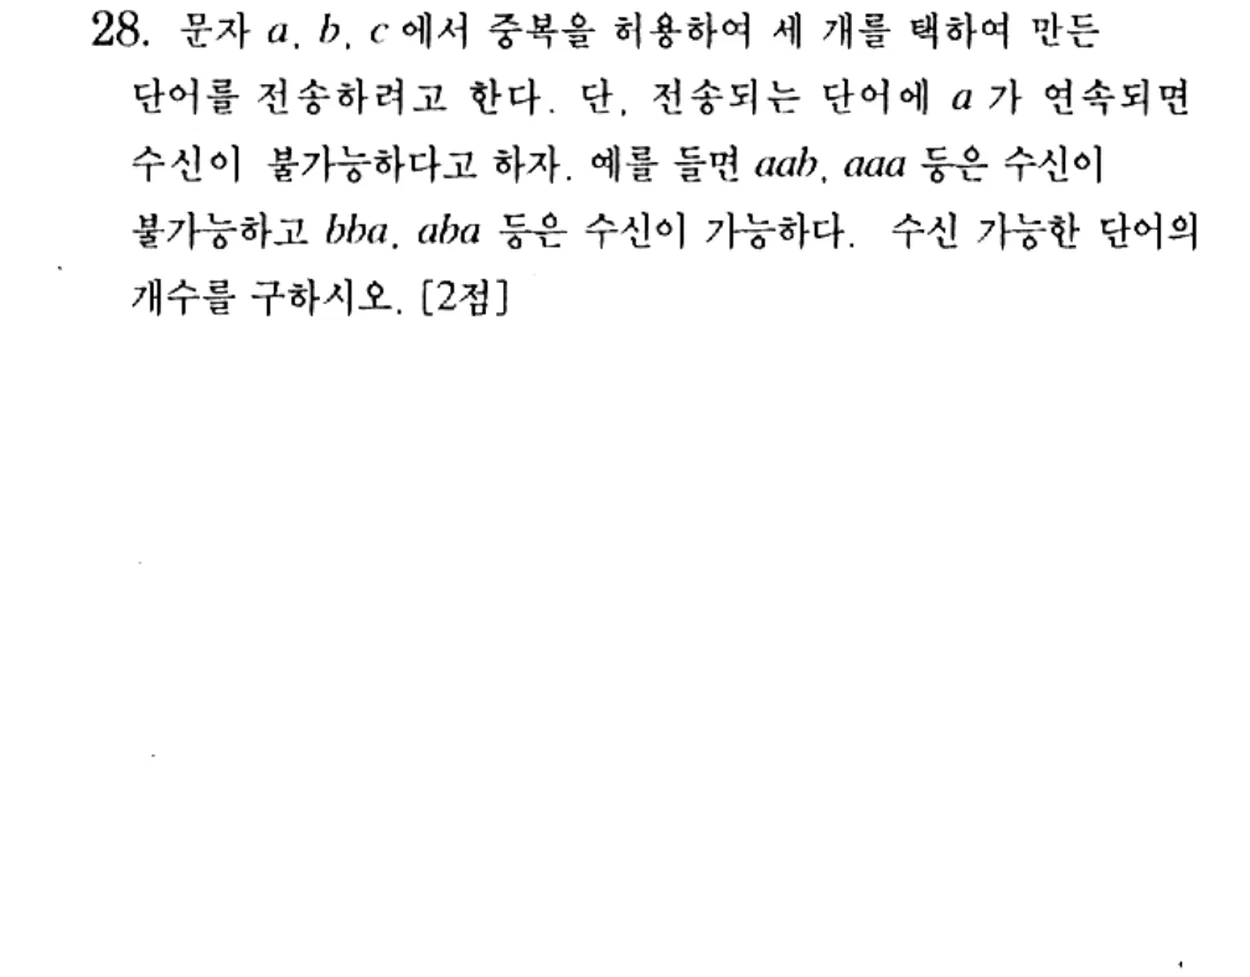 28. 문자 a, b, c 에서 중복을 허용하여 세 개를 택하여 만든
단어를 전송하려고 한다. 단, 전송되는 단어에 a 가 연속되면
수신이 불가능하다고 하자. 예를 들면 aab, aaa 등은 수신이
불가능하고 bba, aba 등은 수신이 가능하다. 수신 가능한 단어의
개수를 구하시오. [2점]